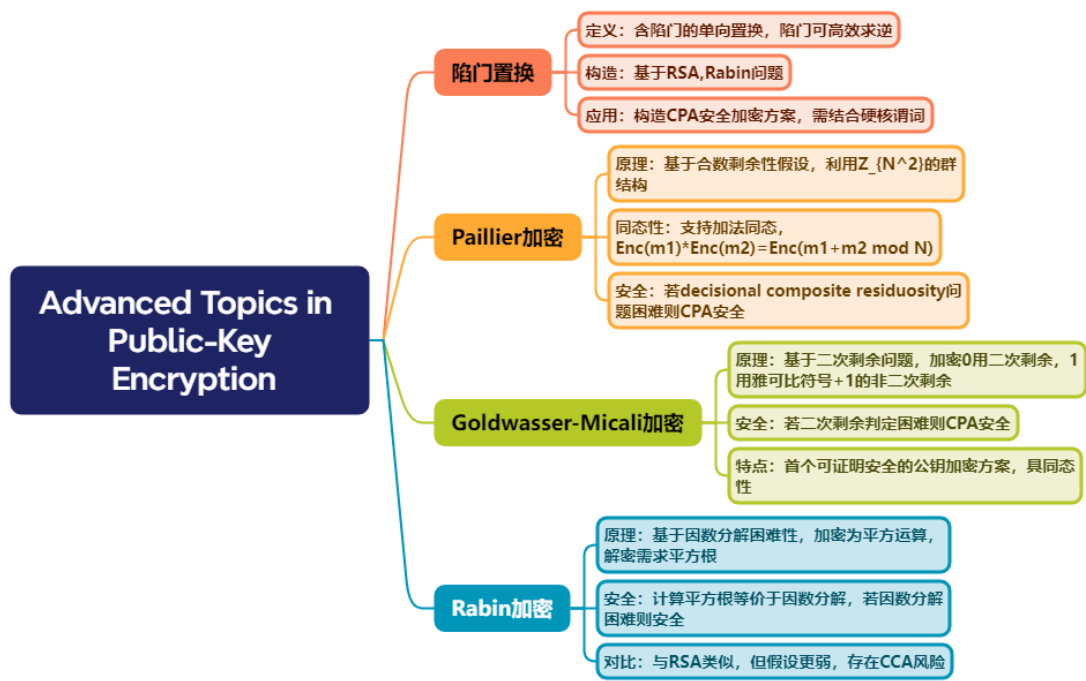 Advanced Topics in
Public-Key
Encryption
陷门置换
定义：含陷门的单向置换，陷门可高效求逆
构造：基于RSA,Rabin问题
应用：构造CPA安全加密方案，需结合硬核谓词
Paillier加密
原理：基于合数剩余性假设，利用Z_{N^2}的群
结构
同态性：支持加法同态，
Enc(m1)*Enc(m2)=Enc(m1+m2 mod N)
安全：若decisional composite residuosity问
题困难则CPA安全
Goldwasser-Micali加密
原理：基于二次剩余问题，加密0用二次剩余，1
用雅可比符号+1的非二次剩余
安全：若二次剩余判定困难则CPA安全
特点：首个可证明安全的公钥加密方案，具同态
性
Rabin加密
原理：基于因数分解困难性，加密为平方运算，
解密需求平方根
安全：计算平方根等价于因数分解，若因数分解
困难则安全
对比：与RSA类似，但假设更弱，存在CCA风险